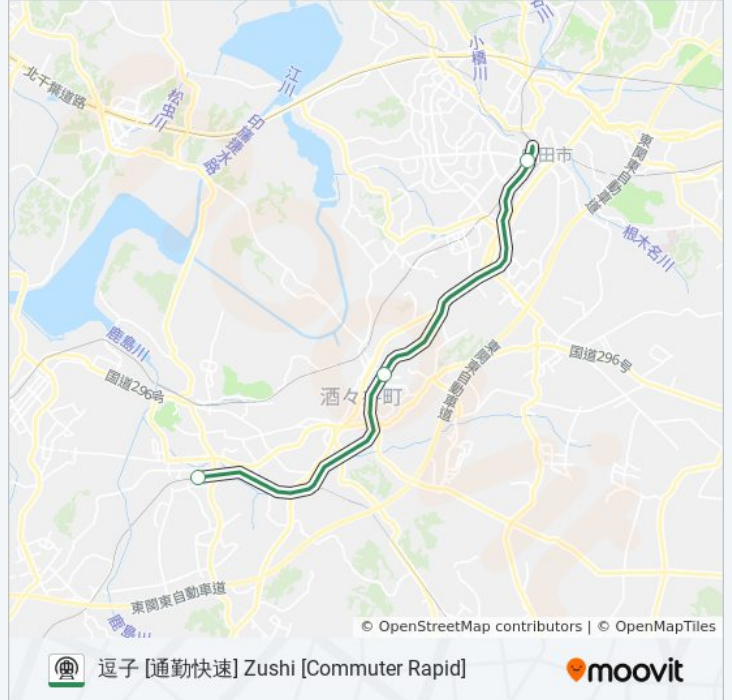 石川
小橋川
江川
北千葉道路
松虫川
印旛捷水路
東関東自動車道
田市
根木名川
鹿島川
国道296号
東関東自動車道
国道296号
酒々井町
東関東自動車道
鹿島川
© OpenStreetMap contributors | © OpenMapTiles
逗子 [通勤快速] Zushi [Commuter Rapid]
moovit